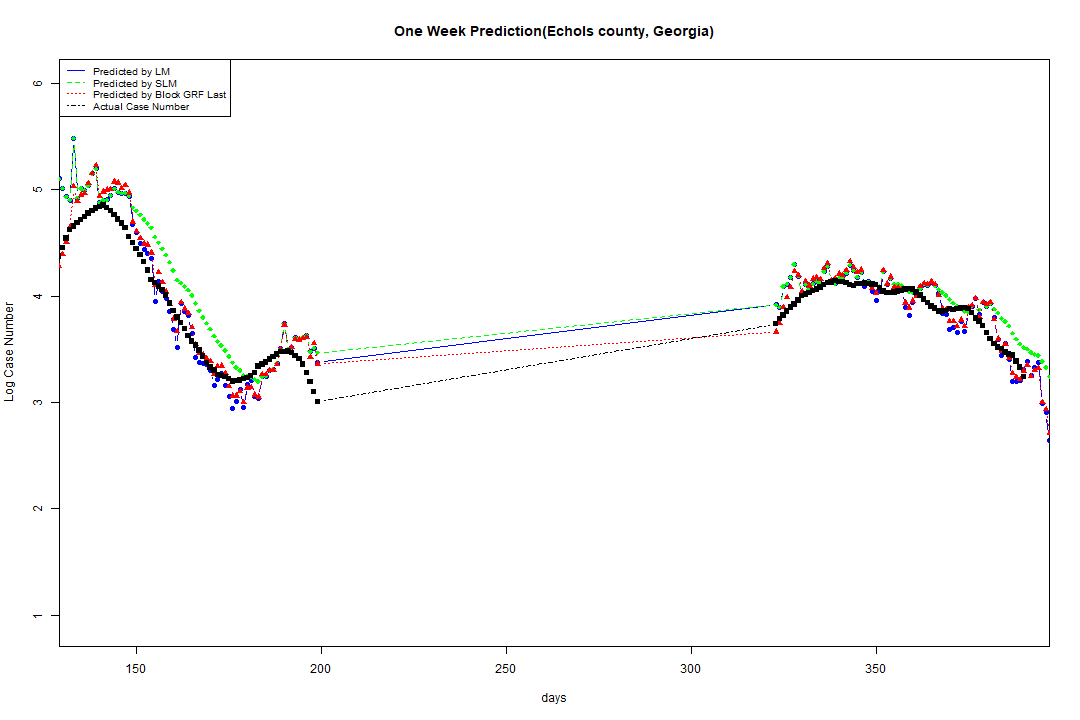 One Week Prediction(Echols county, Georgia)
Predicted by LM
Predicted by SLM
Predicted by Block GRF Last
Actual Case Number
6
5
4
3
2
1
Log Case Number
150
200
250
300
350
days